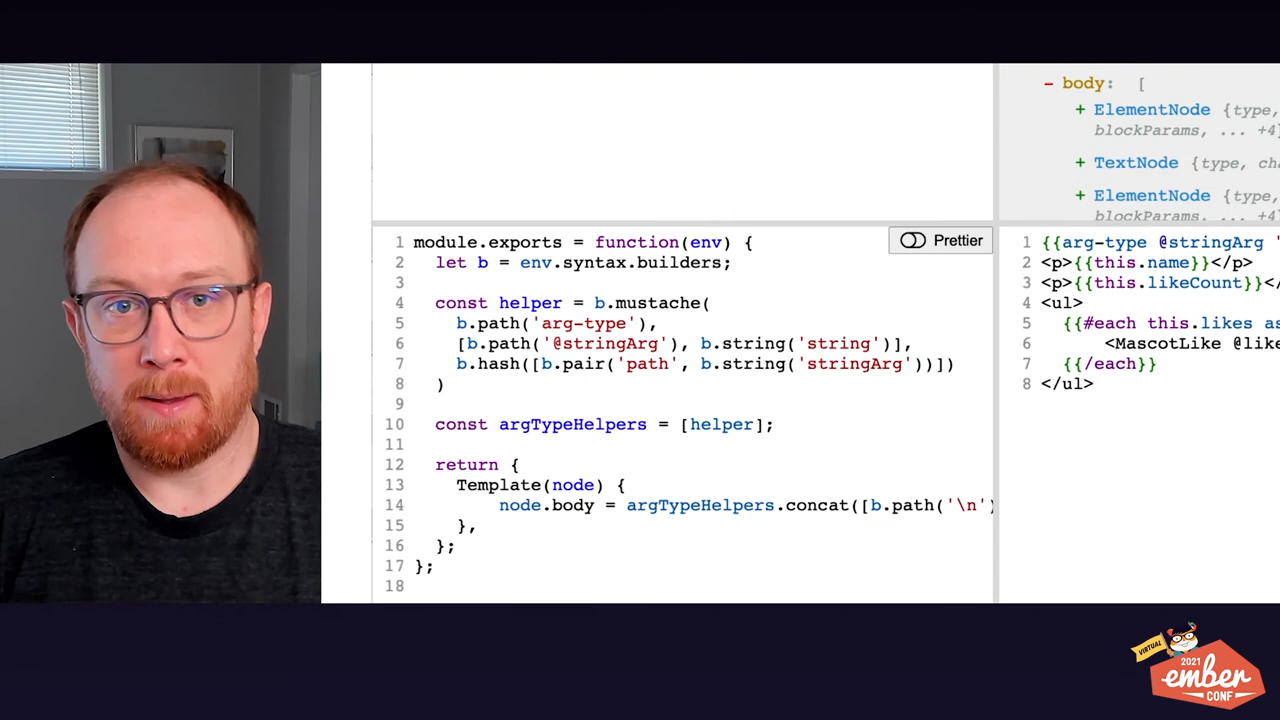 - body: [
+ ElementNode {type,
blockParams, ... +4}
+ TextNode {type, cha
+ ElementNode {type,
blockParams. ... +4}
Prettier
1 module.exports = function(env) {
2 let b = env.syntax.builders;
3
4 const helper = b.mustache(
5 b.path('arg-type'),
6 [b.path('@stringArg'), b.string('string')],
7 b.hash([b.pair('path', b.string('stringArg'))])
8 )
9
10 const argTypeHelpers = [helper];
11
12 return {
13 Template(node) {
14 node.body = argTypeHelpers.concat([b.path('\n')
15 },
16 };
17 };
18
1 {{arg-type @stringArg "
2 <p>{{this.name}}</p>
3 <p>{{this.likeCount}}</
4 <ul>
5 {{#each this.likes as
6 <MascotLike @like
7 {{/each}}
8 </ul>
VIRTUAL
2021
ember
CONF